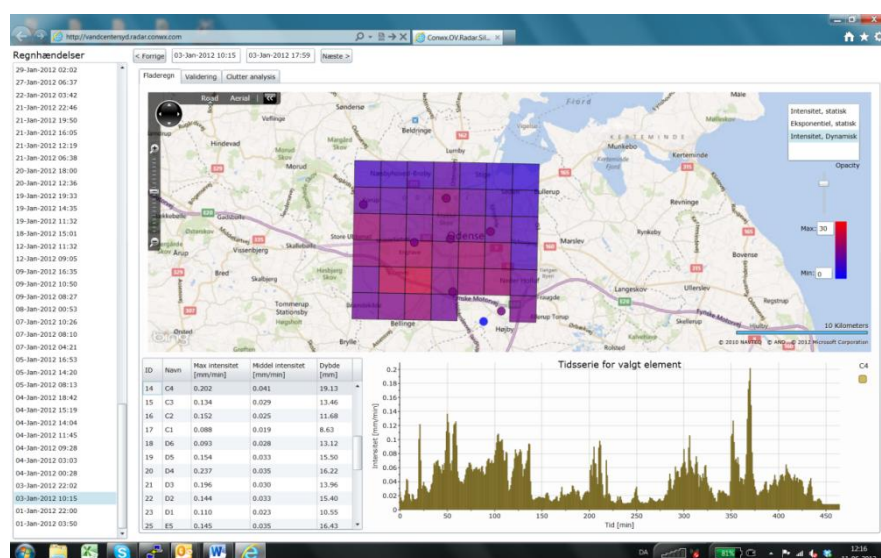 http://vandcentersyd.radar.conwx.com
Conwx.OV.Radar.Sil...
Regnhændelser
< Forrige
03-Jan-2012 10:15
03-Jan-2012 17:59
Næste >
29-Jan-2012 02:02
27-Jan-2012 06:37
22-Jan-2012 03:42
21-Jan-2012 22:46
21-Jan-2012 19:50
21-Jan-2012 16:05
21-Jan-2012 12:19
21-Jan-2012 06:38
20-Jan-2012 18:00
20-Jan-2012 12:36
19-Jan-2012 19:33
19-Jan-2012 14:35
19-Jan-2012 11:32
18-Jan-2012 15:01
12-Jan-2012 11:32
12-Jan-2012 09:05
09-Jan-2012 16:35
09-Jan-2012 10:50
09-Jan-2012 08:27
08-Jan-2012 00:53
07-Jan-2012 10:26
07-Jan-2012 08:10
07-Jan-2012 04:21
05-Jan-2012 16:53
05-Jan-2012 14:20
05-Jan-2012 08:13
04-Jan-2012 18:42
04-Jan-2012 15:19
04-Jan-2012 14:04
04-Jan-2012 11:45
04-Jan-2012 09:28
04-Jan-2012 03:03
04-Jan-2012 00:28
03-Jan-2012 22:02
03-Jan-2012 10:15
01-Jan-2012 22:00
01-Jan-2012 03:50
Fladeregn
Validering
Clutter analysis
Road
Aerial
Veflinge
Søndersø
Beldringe
Lumby
Hindevad
Morud
Margård Skov
Munkebo
Kerteminde
KERTEMINDE
Måle
Fjord
Revninge
Rynkeby
Marslev
Vissenbjerg
Skallebølle
Store
Arup
Bred
Skalbjerg
Tommerup Stationsby
Brylle
Bellinge
Højby
Odense
Langeskov
Ullerslev
Bovense
Regstrup
Skellerup
Hjulby
Rolsted
Fynske Motorvej
Intensitet, statisk
Eksponentiel, statisk
Intensitet, Dynamisk
Opacity
Max: 30
Min: 0
10 Kilometers
© 2010 NAVTEQ © AND © 2012 Microsoft Corporation
ID Navn Max intensitet [mm/min] Middel intensitet [mm/min] Dybde [mm]
14 C4 0.202 0.041 19.13
15 C3 0.134 0.029 13.46
16 C2 0.152 0.025 11.68
17 C1 0.088 0.019 8.63
18 D6 0.093 0.028 13.12
19 D5 0.154 0.033 15.50
20 D4 0.237 0.035 16.22
21 D3 0.196 0.030 13.96
22 D2 0.144 0.033 15.40
23 D1 0.110 0.023 10.55
25 E5 0.145 0.035 16.43
Tidsserie for valgt element
C4
Intensitet [mm/min]
0.2
0.18
0.16
0.14
0.12
0.1
0.08
0.06
0.04
0.02
0
0 50 100 150 200 250 300 350 400 450
Tid [min]
DA
81%
12:16